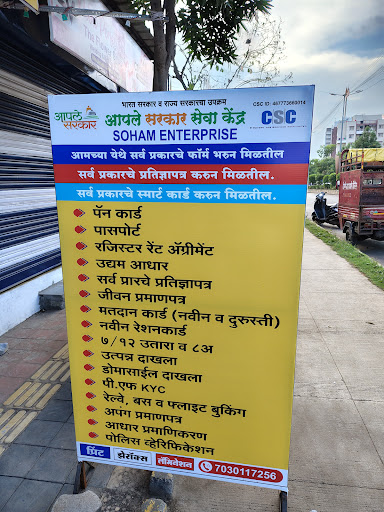 भारत सरकार व राज्य सरकारचा उपक्रम
CSC ID: 467773660014
आपले सरकार
आपले सरकार सेवा केंद्र
CSC
SOHAM ENTERPRISE
आमच्या येथे सर्व प्रकारचे फॉर्म भरुन मिळतील
सर्व प्रकारचे प्रतिज्ञापत्र करुन मिळतील.
सर्व प्रकारचे स्मार्ट कार्ड करुन मिळतील.
पॅन कार्ड
पासपोर्ट
रजिस्टर रेंट ॲग्रीमेंट
उद्यम आधार
सर्व प्रारचे प्रतिज्ञापत्र
जीवन प्रमाणपत्र
मतदान कार्ड (नवीन व दुरुस्ती)
नवीन रेशनकार्ड
७/१२ उतारा व ८अ
उत्पन्न दाखला
डोमासाईल दाखला
पी.एफ KYC
रेल्वे, बस व फ्लाइट बुकिंग
अपंग प्रमाणपत्र
आधार प्रमाणिकरण
पोलिस व्हेरिफिकेशन
प्रिंट
झेरॉक्स
लॅमिनेशन
7030117256